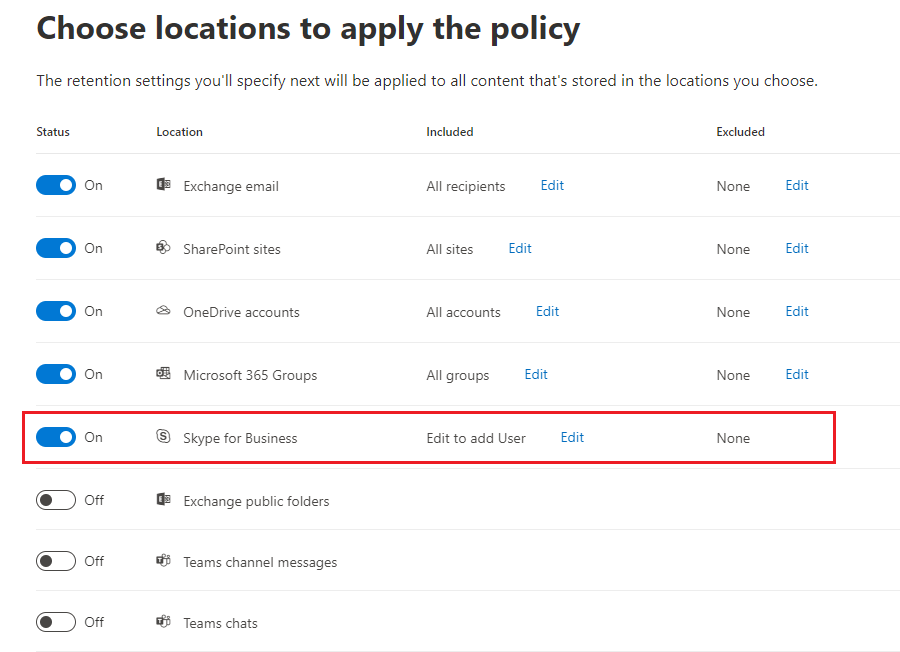 Choose locations to apply the policy
The retention settings you'll specify next will be applied to all content that's stored in the locations you choose.
Status Location Included Excluded
On Exchange email All recipients Edit None Edit
On SharePoint sites All sites Edit None Edit
On OneDrive accounts All accounts Edit None Edit
On Microsoft 365 Groups All groups Edit None Edit
On Skype for Business Edit to add User Edit None
Off Exchange public folders
Off Teams channel messages
Off Teams chats